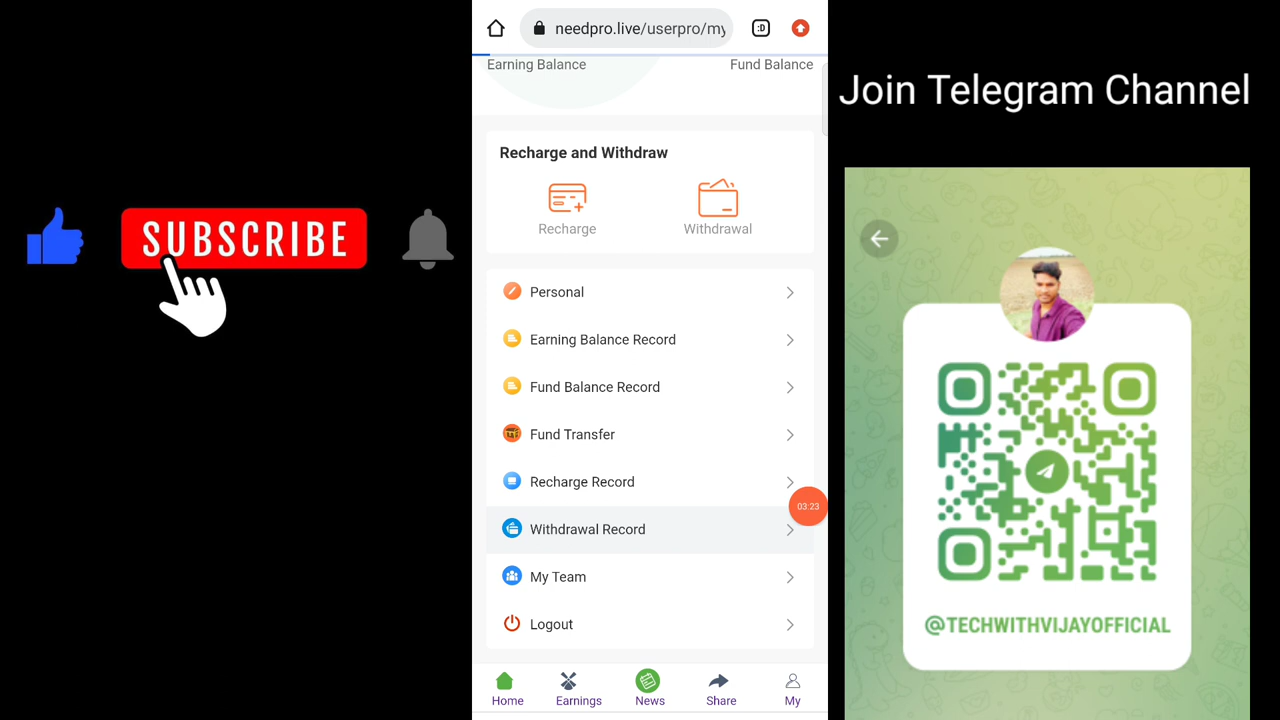 SUBSCRIBE
needpro.live/userpro/my
:D
Earning Balance
Fund Balance
Recharge and Withdraw
Recharge
Withdrawal
Personal
Earning Balance Record
Fund Balance Record
Fund Transfer
Recharge Record
03:23
Withdrawal Record
My Team
Logout
Home
Earnings
News
Share
My
Join Telegram Channel
@TECHWITHVIJAYOFFICIAL